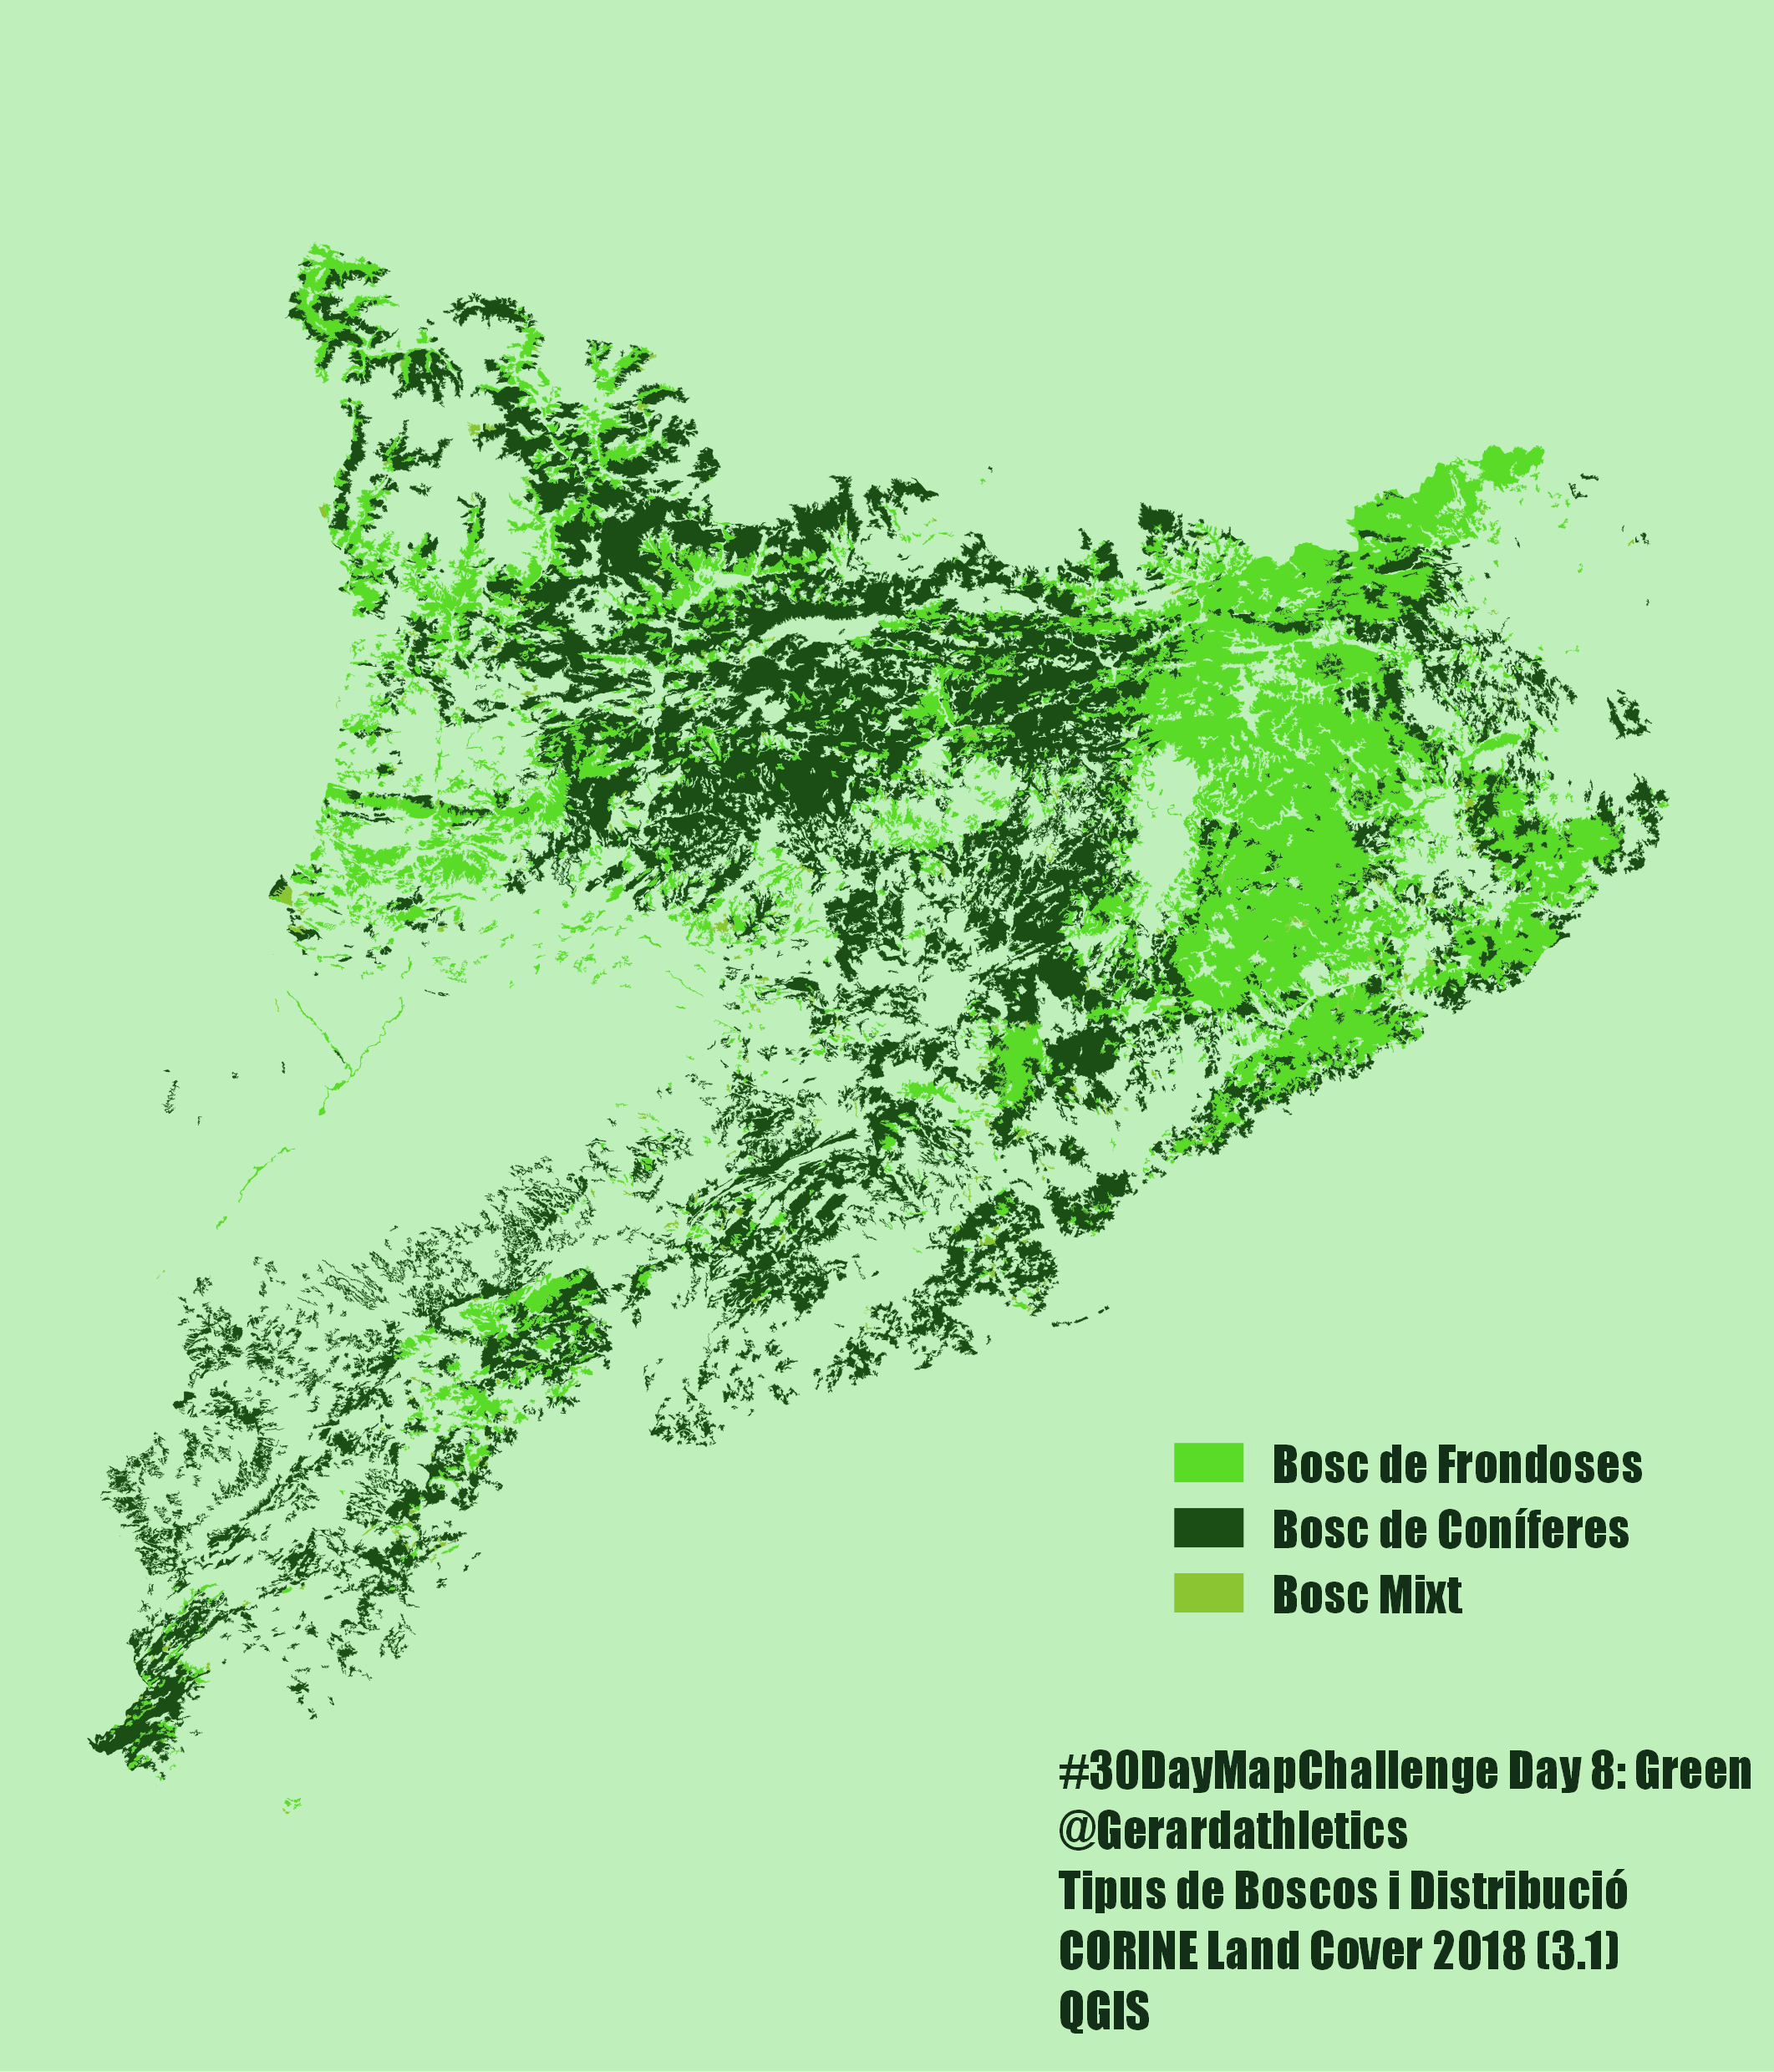 Bosc de Frondoses
Bosc de Coníferes
Bosc Mixt
#30DayMapChallenge Day 8: Green
@Gerardathletics
Tipus de Boscos i Distribució
CORINE Land Cover 2018 (3.1)
QGIS